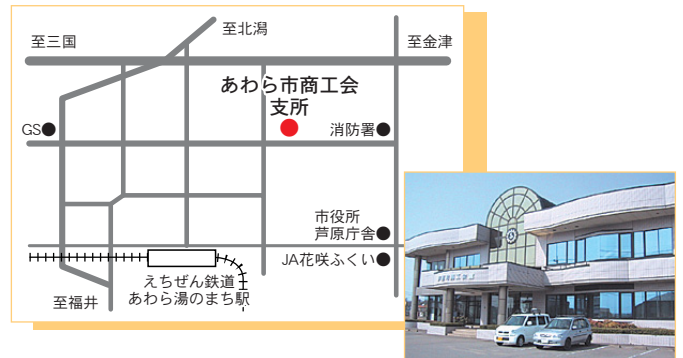 至北潟
至三国
至金津
あわら市商工会
支所
GS
消防署
市役所
芦原庁舎
JA花咲ふくい
えちぜん鉄道
あわら湯のまち駅
至福井